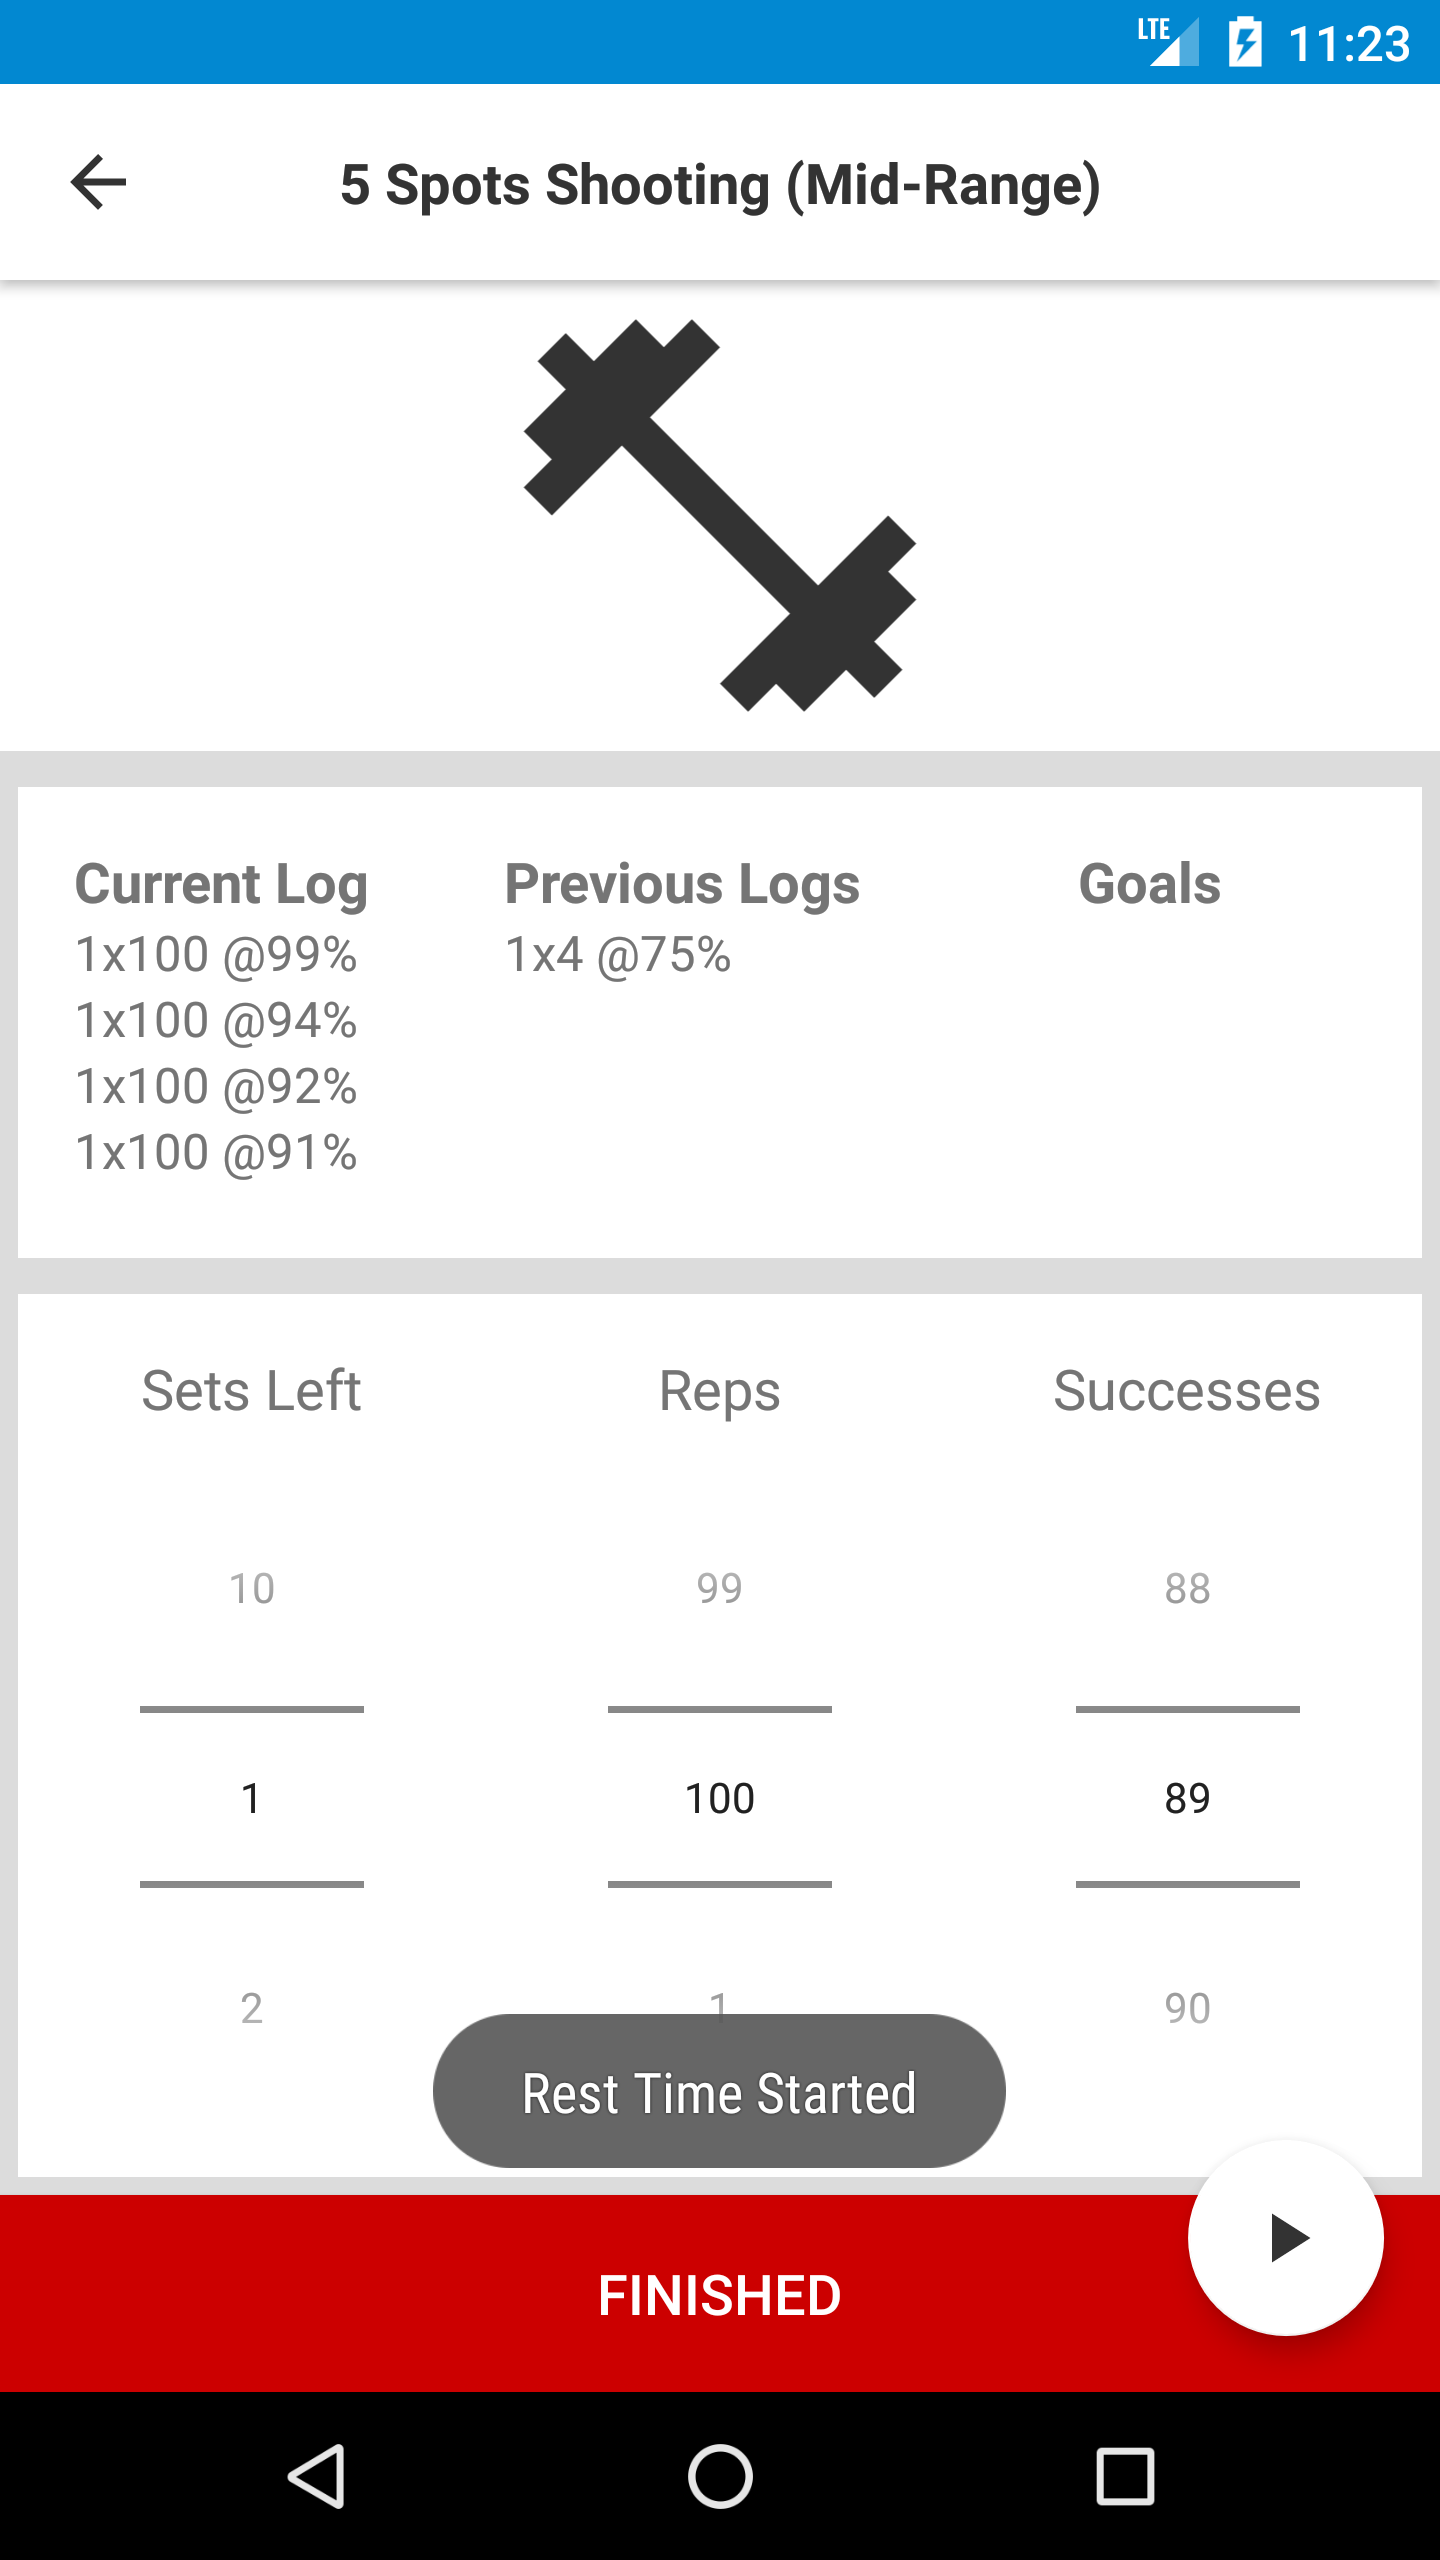 LTE 11:23
5 Spots Shooting (Mid-Range)
Current Log Previous Logs Goals
1x100 @99% 1x4 @75%
1x100 @94%
1x100 @92%
1x100 @91%
Sets Left Reps Successes
10 99 88
1 100 89
2 1 90
Rest Time Started
FINISHED